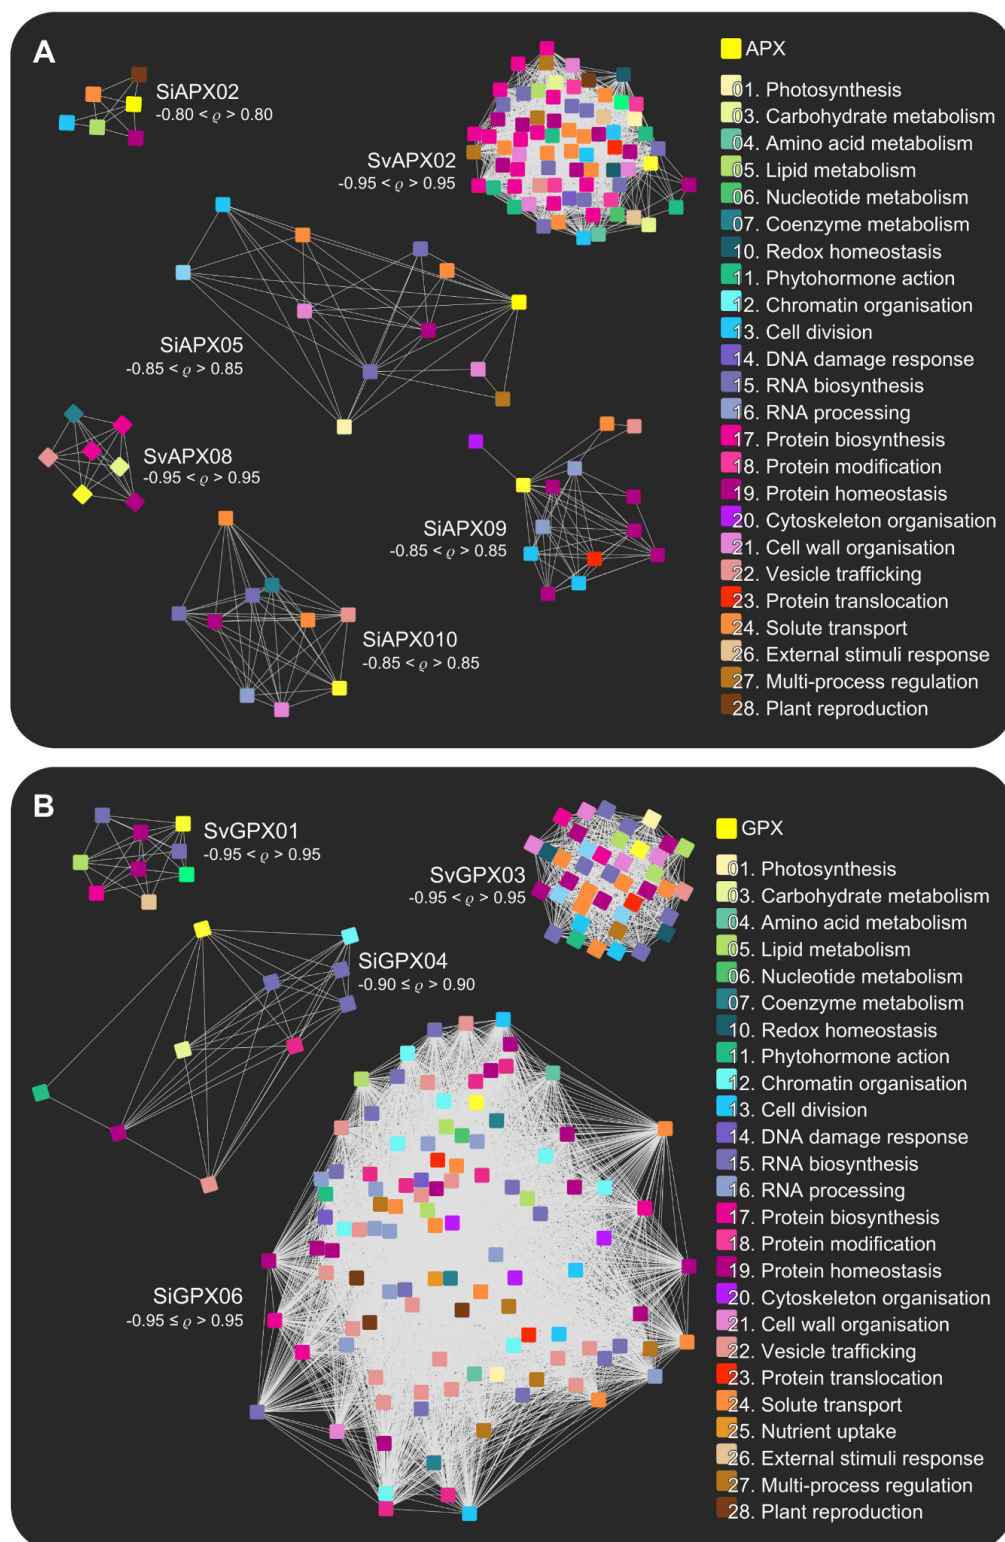 A
SiAPX02
-0.80 < ϱ > 0.80
SvAPX02
-0.95 < ϱ > 0.95
SiAPX05
-0.85 < ϱ > 0.85
SvAPX08
-0.95 < ϱ > 0.95
SiAPX09
-0.85 < ϱ > 0.85
SiAPX010
-0.85 < ϱ > 0.85
APX
01. Photosynthesis
03. Carbohydrate metabolism
04. Amino acid metabolism
05. Lipid metabolism
06. Nucleotide metabolism
07. Coenzyme metabolism
10. Redox homeostasis
11. Phytohormone action
12. Chromatin organisation
13. Cell division
14. DNA damage response
15. RNA biosynthesis
16. RNA processing
17. Protein biosynthesis
18. Protein modification
19. Protein homeostasis
20. Cytoskeleton organisation
21. Cell wall organisation
22. Vesicle trafficking
23. Protein translocation
24. Solute transport
26. External stimuli response
27. Multi-process regulation
28. Plant reproduction
B
SvGPX01
-0.95 < ϱ > 0.95
SvGPX03
-0.95 < ϱ > 0.95
SiGPX04
-0.90 ≤ ϱ > 0.90
SiGPX06
-0.95 ≤ ϱ > 0.95
GPX
01. Photosynthesis
03. Carbohydrate metabolism
04. Amino acid metabolism
05. Lipid metabolism
06. Nucleotide metabolism
07. Coenzyme metabolism
10. Redox homeostasis
11. Phytohormone action
12. Chromatin organisation
13. Cell division
14. DNA damage response
15. RNA biosynthesis
16. RNA processing
17. Protein biosynthesis
18. Protein modification
19. Protein homeostasis
20. Cytoskeleton organisation
21. Cell wall organisation
22. Vesicle trafficking
23. Protein translocation
24. Solute transport
25. Nutrient uptake
26. External stimuli response
27. Multi-process regulation
28. Plant reproduction